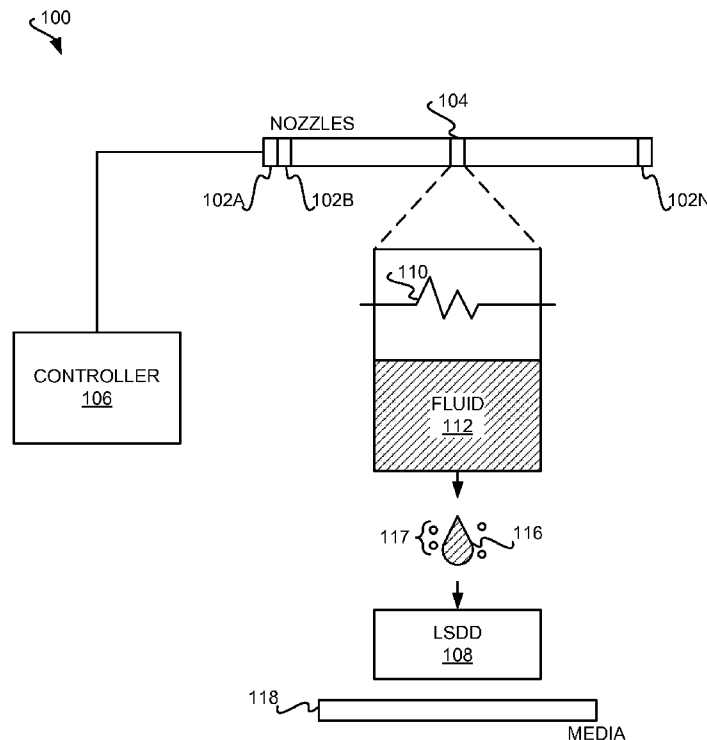 100
104
NOZZLES
102A
102B
102N
110
CONTROLLER
106
FLUID
112
117
116
LSDD
108
118
MEDIA